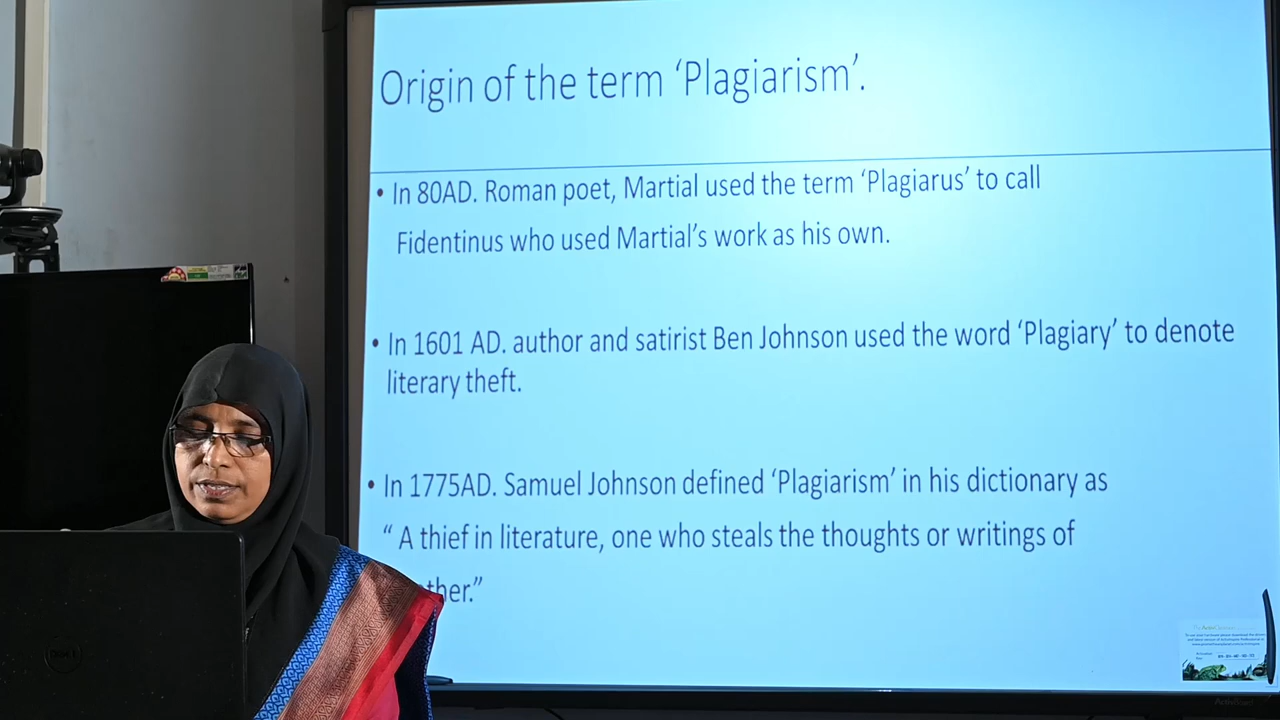 Origin of the term ‘Plagiarism’.
• In 80AD. Roman poet, Martial used the term ‘Plagiarus’ to call
Fidentinus who used Martial’s work as his own.
• In 1601 AD. author and satirist Ben Johnson used the word ‘Plagiary’ to denote
literary theft.
• In 1775AD. Samuel Johnson defined ‘Plagiarism’ in his dictionary as
“ A thief in literature, one who steals the thoughts or writings of
ther.”
DELL